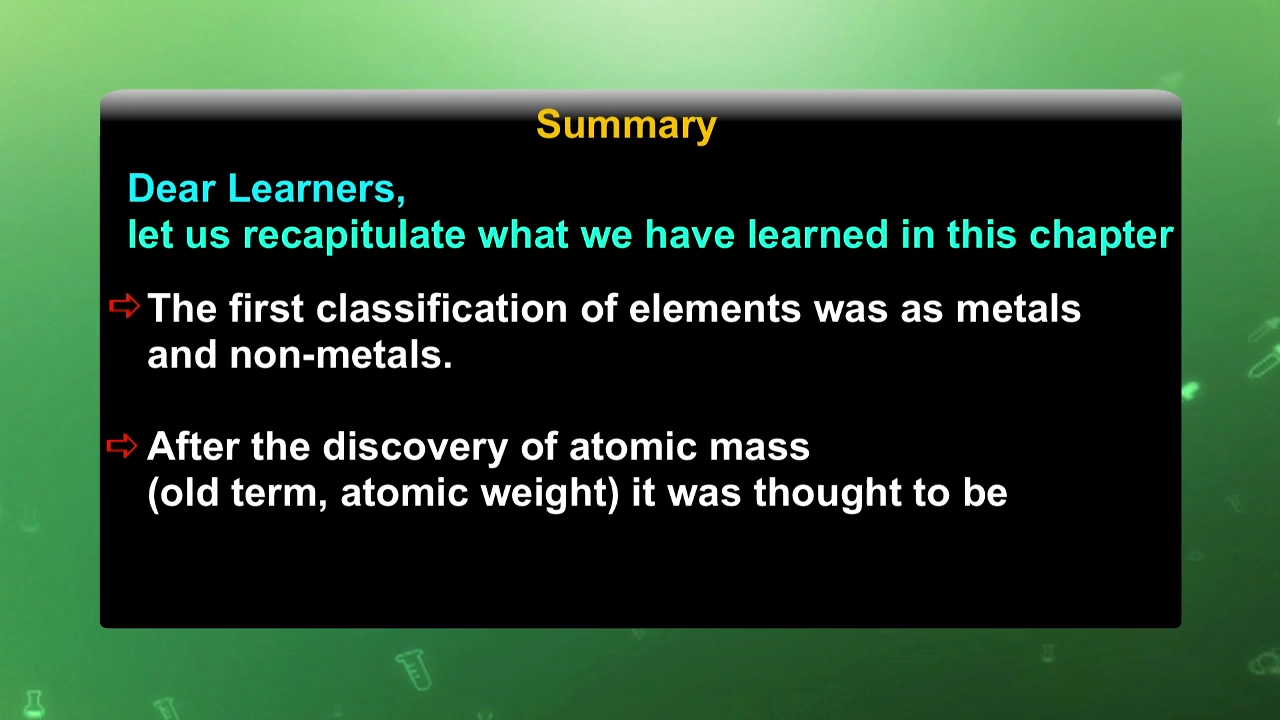 Summary
Dear Learners,
let us recapitulate what we have learned in this chapter
The first classification of elements was as metals
and non-metals.
After the discovery of atomic mass
(old term, atomic weight) it was thought to be